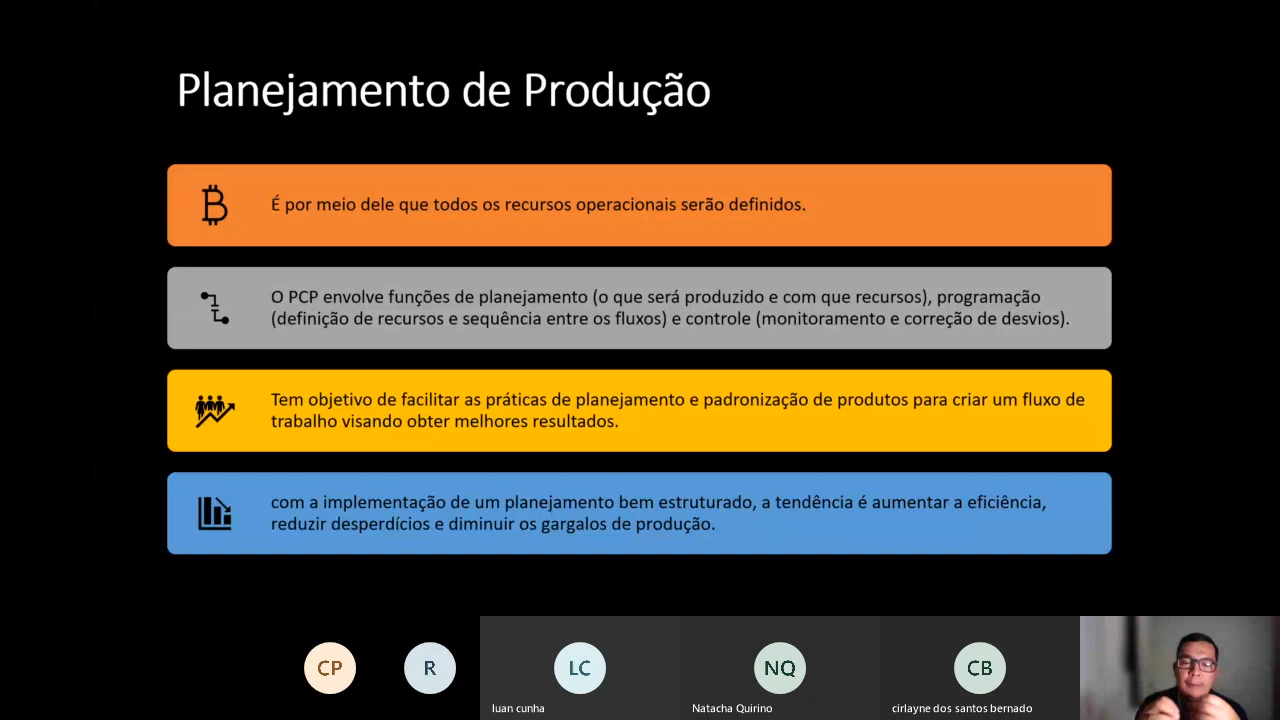 Planejamento de Produção
É por meio dele que todos os recursos operacionais serão definidos.
O PCP envolve funções de planejamento (o que será produzido e com que recursos), programação
(definição de recursos e sequência entre os fluxos) e controle (monitoramento e correção de desvios).
Tem objetivo de facilitar as práticas de planejamento e padronização de produtos para criar um fluxo de
trabalho visando obter melhores resultados.
com a implementação de um planejamento bem estruturado, a tendência é aumentar a eficiência,
reduzir desperdícios e diminuir os gargalos de produção.
CP
R
LC
NQ
CB
luan cunha
Natacha Quirino
cirlayne dos santos bernado